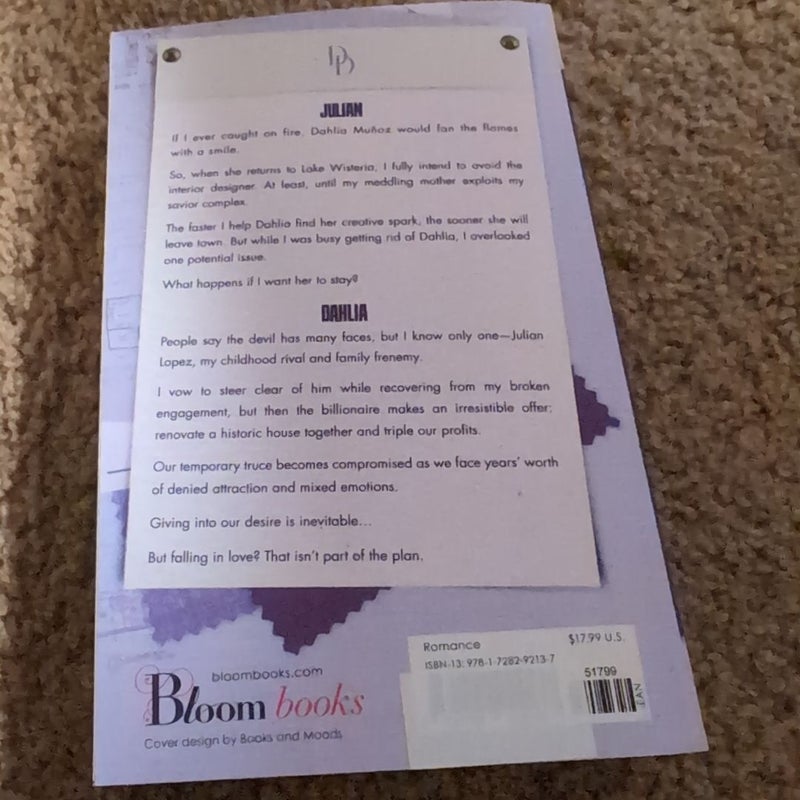 JULIAN
If I ever caught on fire, Dahlia Muñoz would fan the flames
with a smile.
So, when she returns to Lake Wisteria, I fully intend to avoid the
interior designer. At least, until my meddling mother exploits my
savior complex.
The faster I help Dahlia find her creative spark, the sooner she will
leave town. But while I was busy getting rid of Dahlia, I overlooked
one potential issue.
What happens if I want her to stay?
DAHLIA
People say the devil has many faces, but I know only one—Julian
Lopez, my childhood rival and family frenemy.
I vow to steer clear of him while recovering from my broken
engagement, but then the billionaire makes an irresistible offer:
renovate a historic house together and triple our profits.
Our temporary truce becomes compromised as we face years' worth
of denied attraction and mixed emotions.
Giving into our desire is inevitable...
But falling in love? That isn't part of the plan.
Romance $17.99 U.S.
ISBN-13: 978-1-7282-9213-7
51799
EAN
bloombooks.com
Bloom books
Cover design by Books and Moods